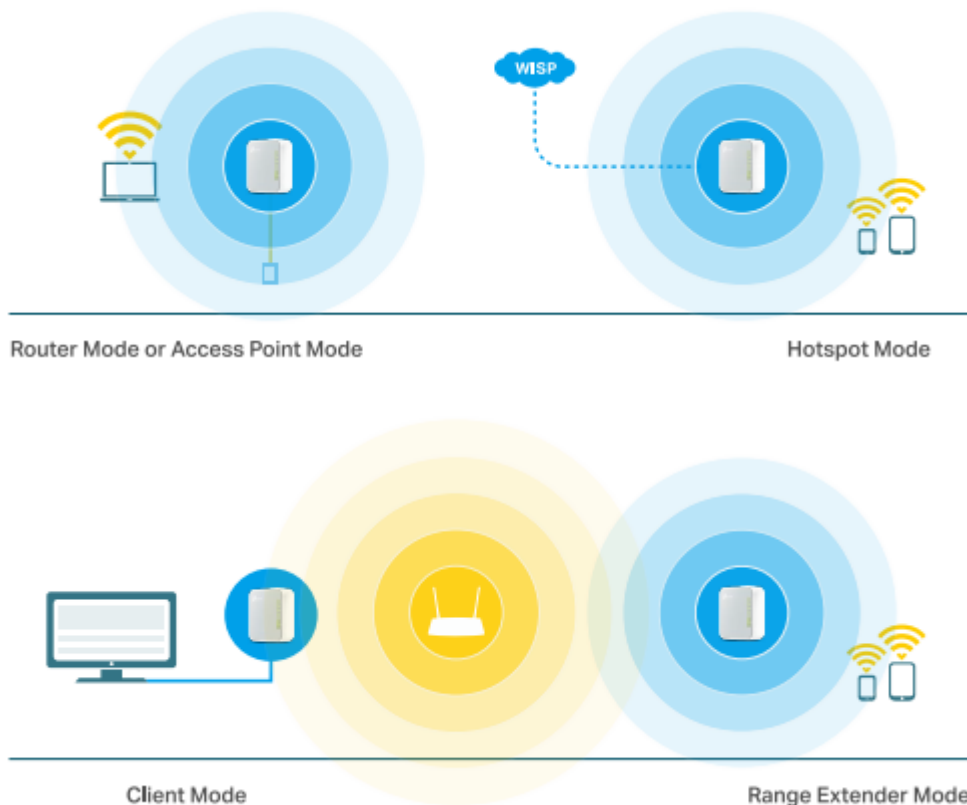 WISP
Router Mode or Access Point Mode
Hotspot Mode
Client Mode
Range Extender Mode